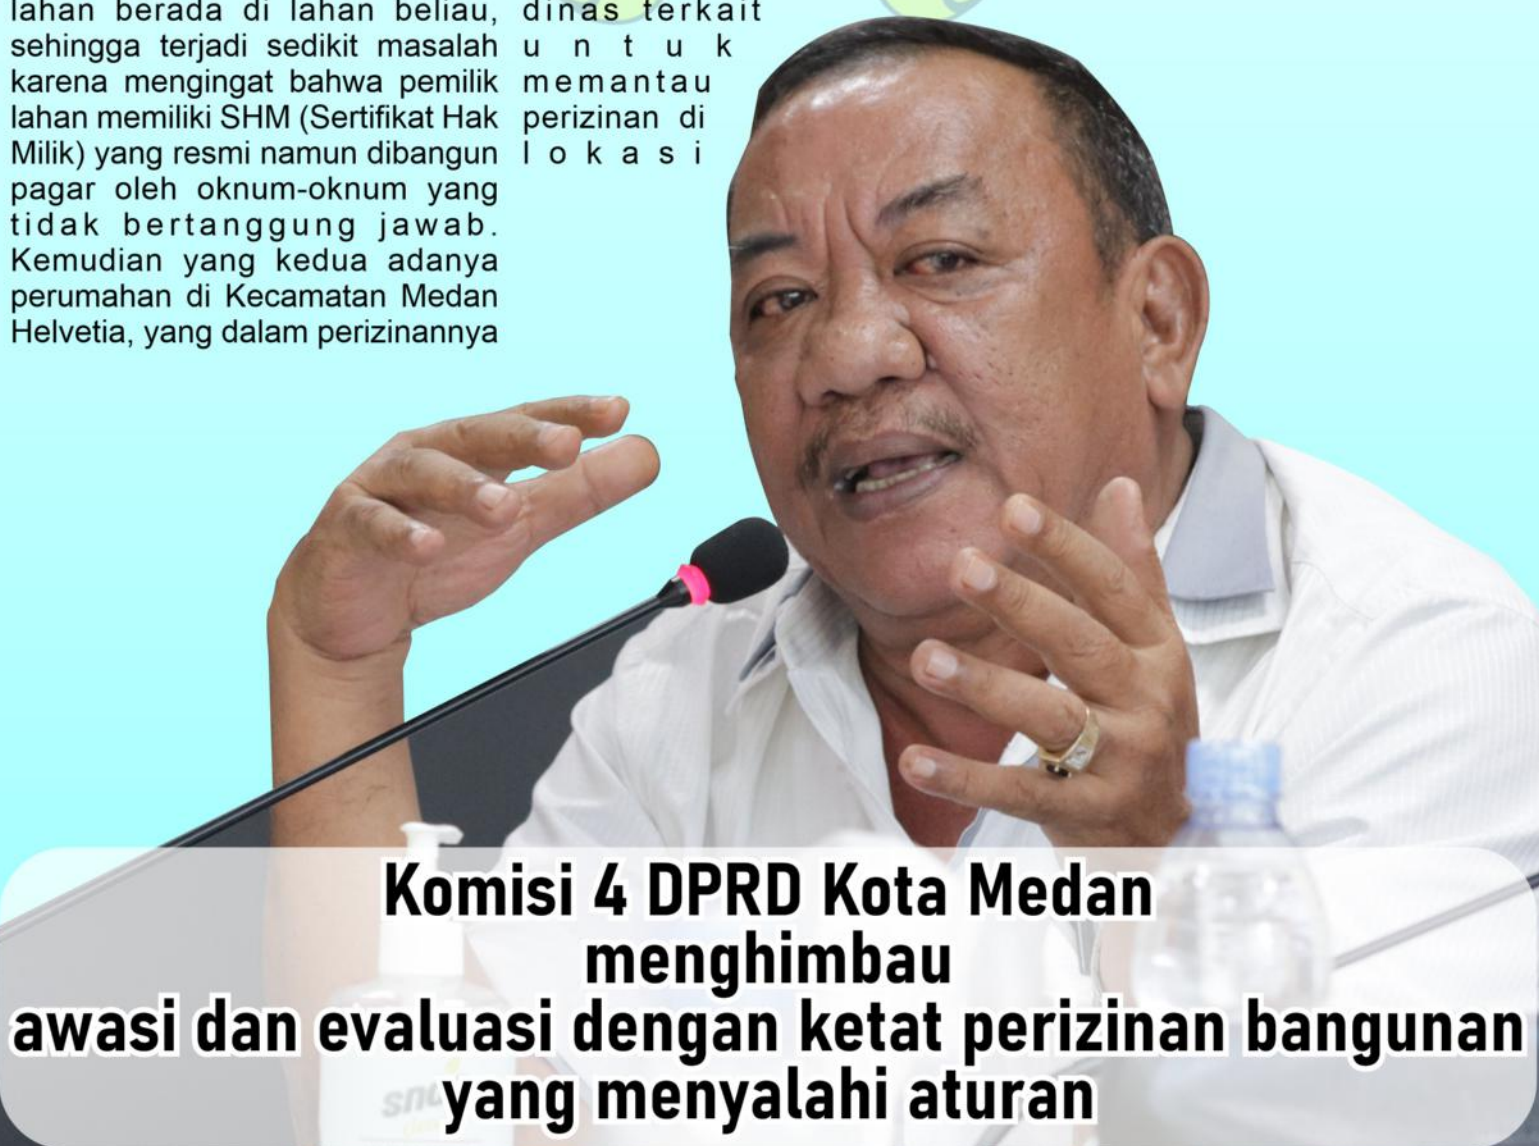 lahan berada di lahan beliau,
sehingga terjadi sedikit masalah
karena mengingat bahwa pemilik
lahan memiliki SHM (Sertifikat Hak
Milik) yang resmi namun dibangun
pagar oleh oknum-oknum yang
tidak bertanggung jawab.
Kemudian yang kedua adanya
perumahan di Kecamatan Medan
Helvetia, yang dalam perizinannya
dinas terkait
untuk
memantau
perizinan di
lokasi
Komisi 4 DPRD Kota Medan
menghimbau
awasi dan evaluasi dengan ketat perizinan bangunan
yang menyalahi aturan